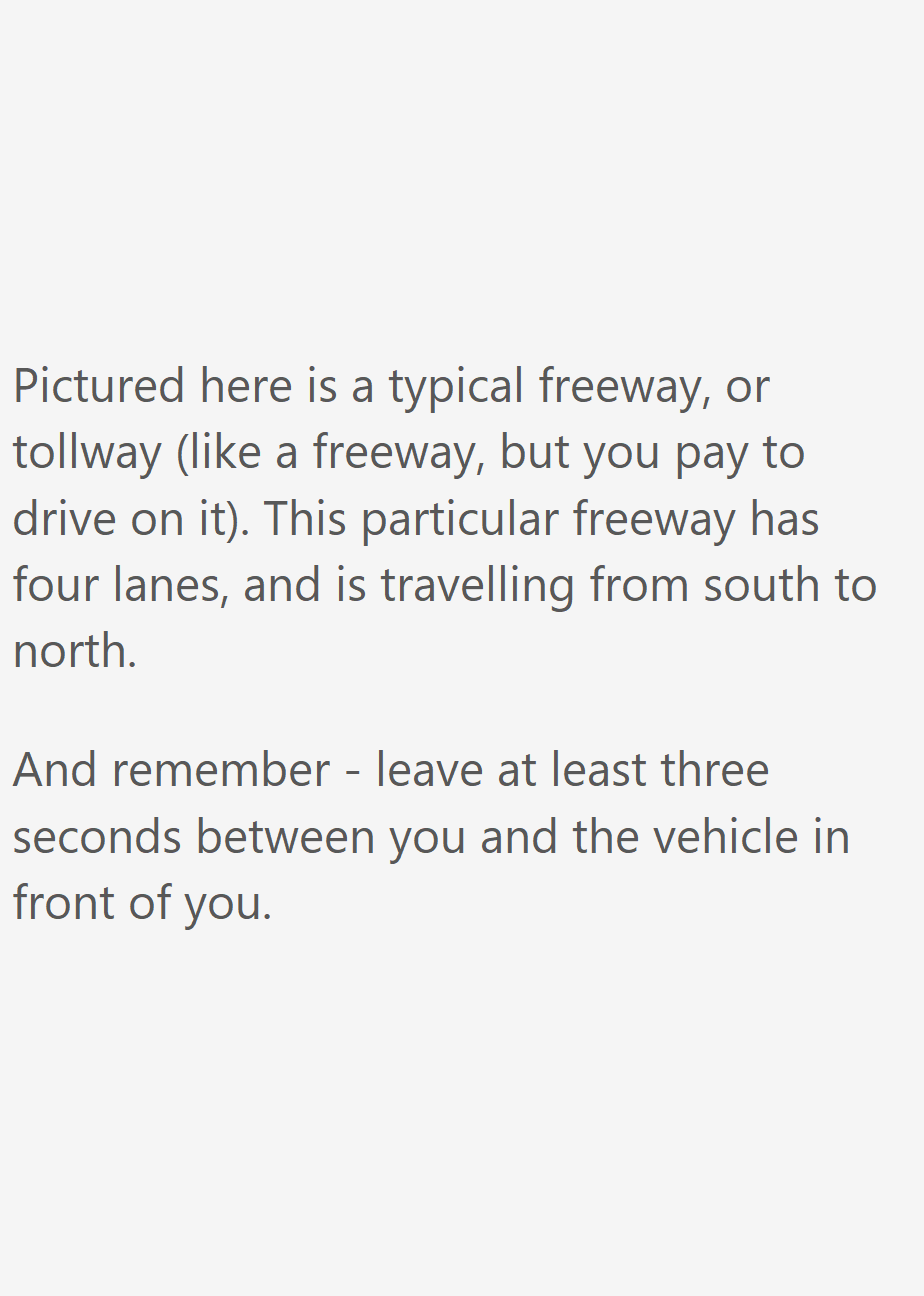 Pictured here is a typical freeway, or
tollway (like a freeway, but you pay to
drive on it). This particular freeway has
four lanes, and is travelling from south to
north.
And remember - leave at least three
seconds between you and the vehicle in
front of you.